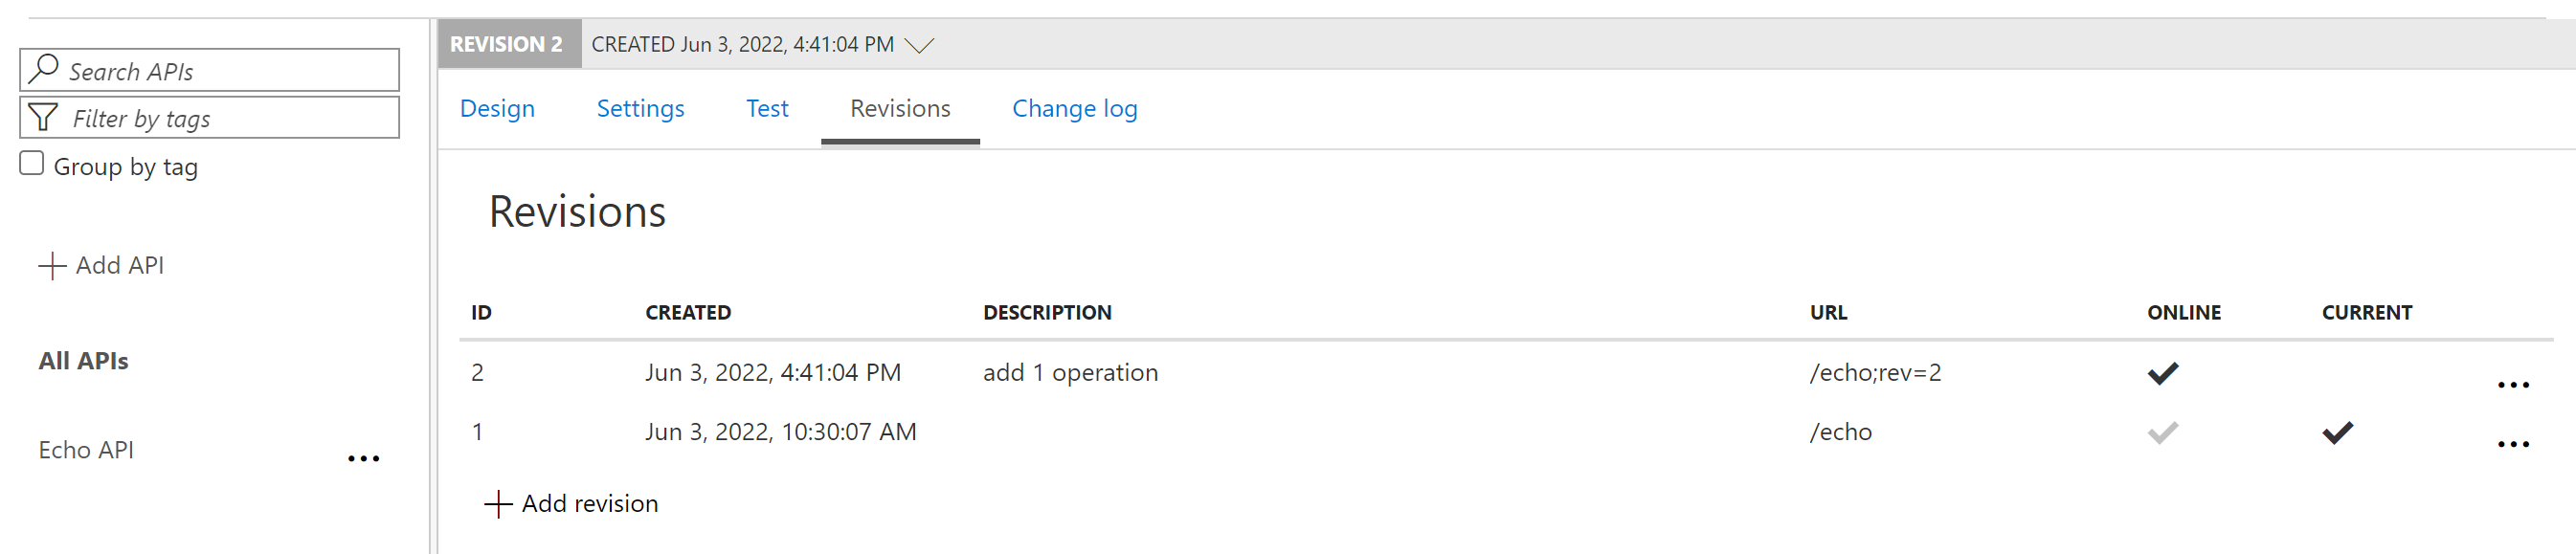 REVISION 2 CREATED Jun 3, 2022, 4:41:04 PM
Search APIs
Filter by tags
Group by tag
Add API
All APIs
Echo API
Design Settings Test Revisions Change log
Revisions
ID CREATED DESCRIPTION URL ONLINE CURRENT
2 Jun 3, 2022, 4:41:04 PM add 1 operation /echo;rev=2
1 Jun 3, 2022, 10:30:07 AM /echo
Add revision